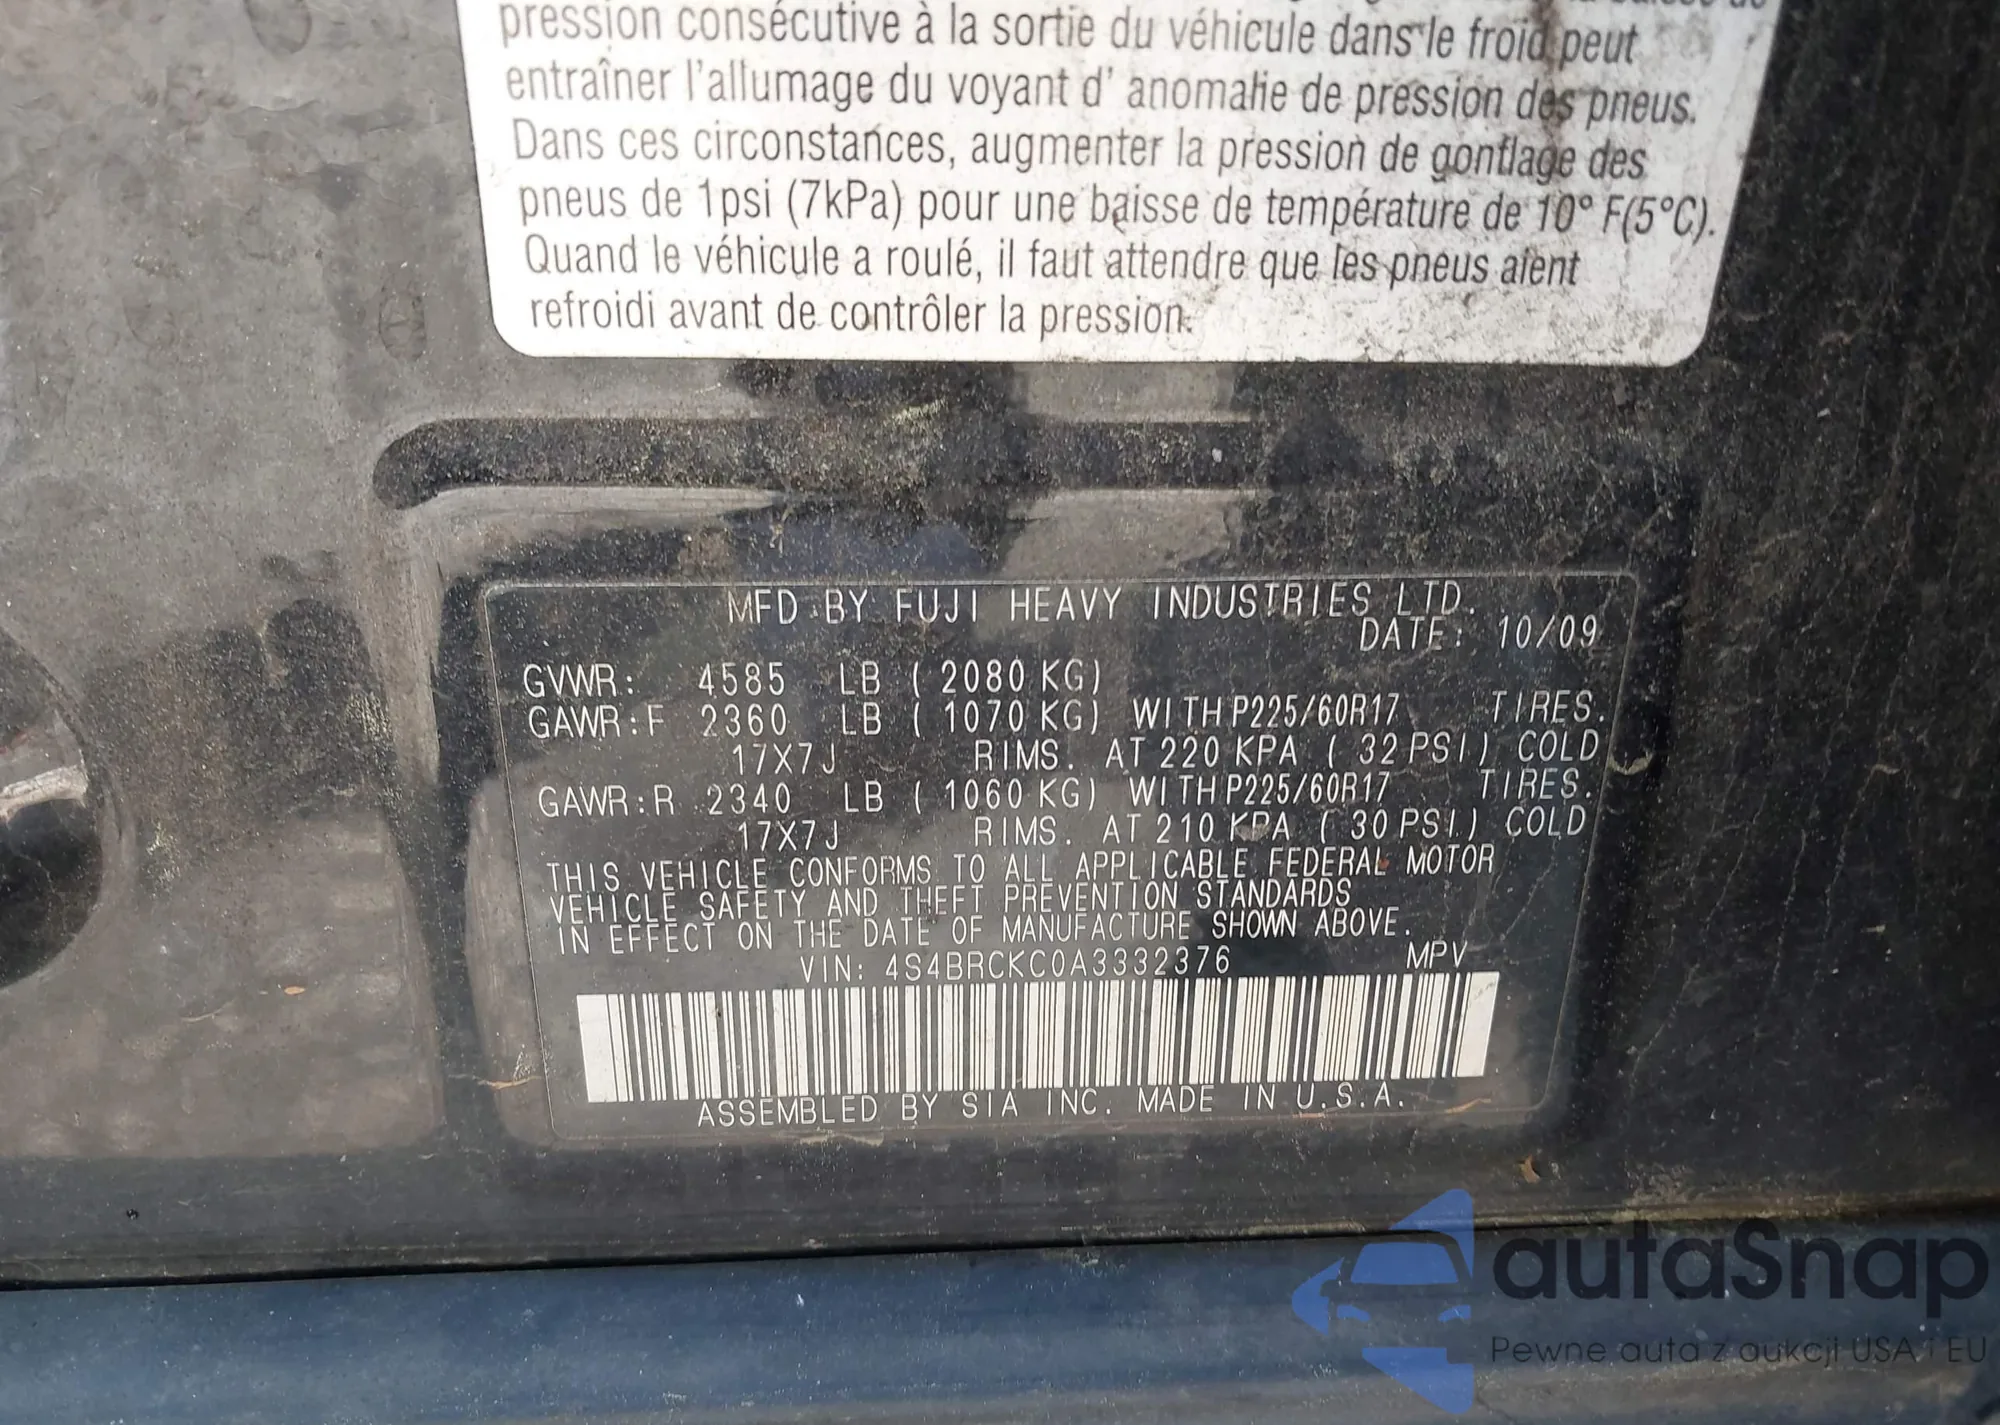 pression consécutive à la sortie du véhicule dans le froid peut
entraîner l'allumage du voyant d' anomalie de pression des pneus.
Dans ces circonstances, augmenter la pression de gonflage des
pneus de 1psi (7kPa) pour une baisse de température de 10° F(5°C).
Quand le véhicule a roulé, il faut attendre que les pneus aient
refroidi avant de contrôler la pression.
MFD BY FUJI HEAVY INDUSTRIES LTD.
DATE: 10/09
GVWR: 4585 LB ( 2080 KG)
GAWR:F 2360 LB ( 1070 KG) WITH P225/60R17 TIRES.
17X7J RIMS. AT 220 KPA ( 32 PSI) COLD
GAWR:R 2340 LB ( 1060 KG) WITH P225/60R17 TIRES.
17X7J RIMS. AT 210 KPA ( 30 PSI) COLD
THIS VEHICLE CONFORMS TO ALL APPLICABLE FEDERAL MOTOR
VEHICLE SAFETY AND THEFT PREVENTION STANDARDS
IN EFFECT ON THE DATE OF MANUFACTURE SHOWN ABOVE.
VIN: 4S4BRCKC0A3332376 MPV
ASSEMBLED BY SIA INC. MADE IN U.S.A.
autaSnap
Pewne auta z aukcji USA i EU